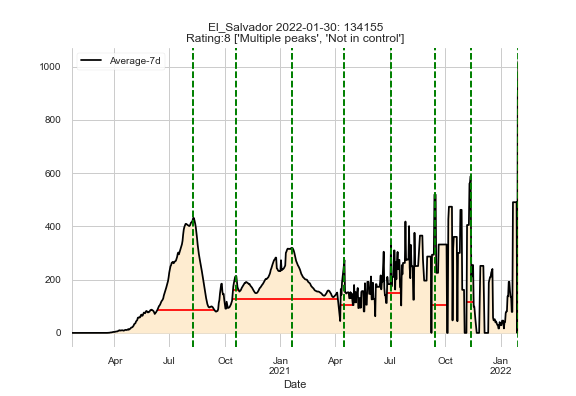 El_Salvador 2022-01-30: 134155
Rating:8 ['Multiple peaks', 'Not in control']
Average-7d
1000
800
600
400
200
0
Apr Jul Oct Jan Apr Jul Oct Jan
2021 2022
Date